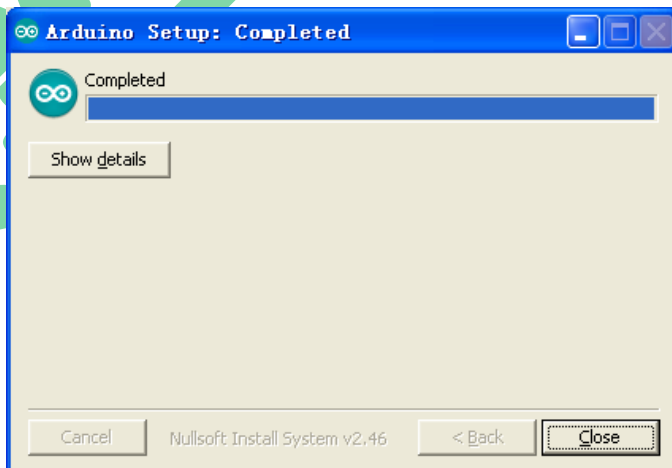 Arduino Setup: Completed
Completed
Show details
Cancel
Nullsoft Install System v2.46
< Back
Close